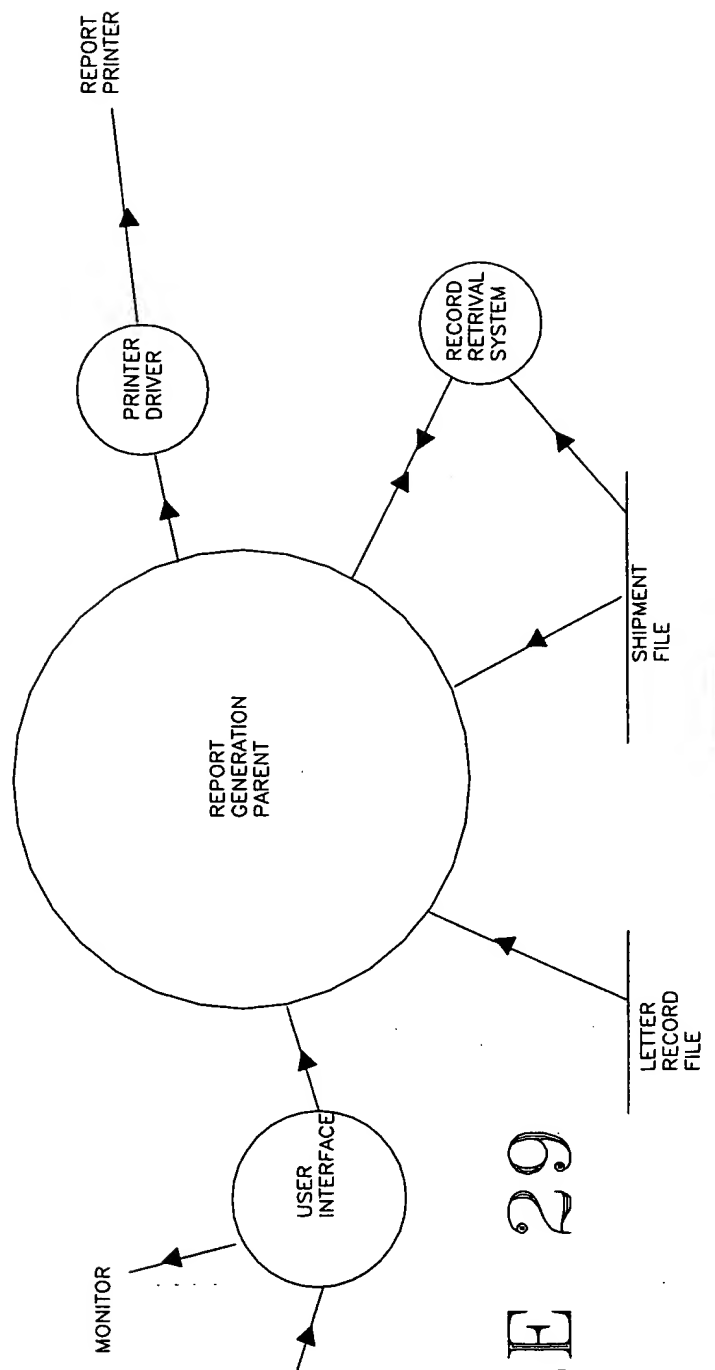 REPORT
PRINTER
PRINTER
DRIVER
RECORD
RETRIVAL
SYSTEM
REPORT
GENERATION
PARENT
SHIPMENT
FILE
LETTER
RECORD
FILE
USER
INTERFACE
MONITOR
E 29